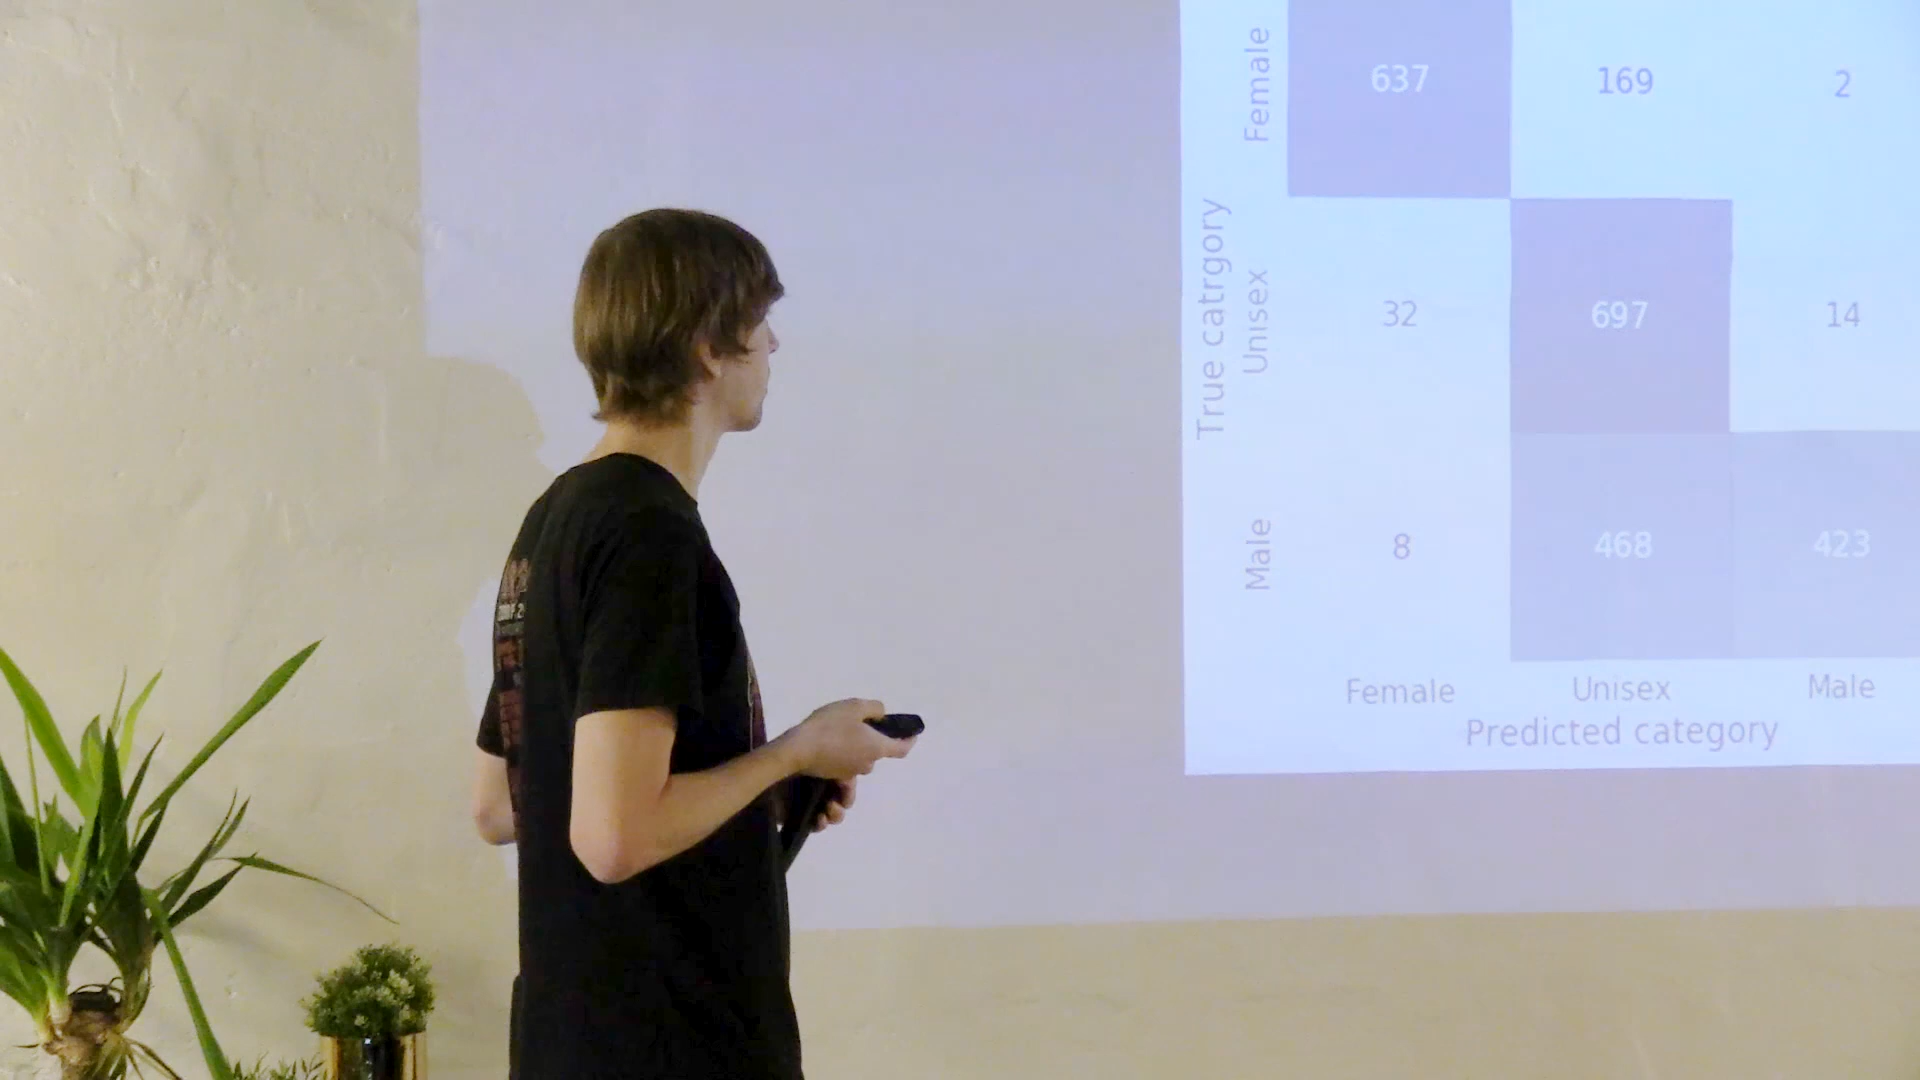 Female 637 169 2
True catrgory
Unisex 32 697 14
Male 8 468 423
Female Unisex Male
Predicted category